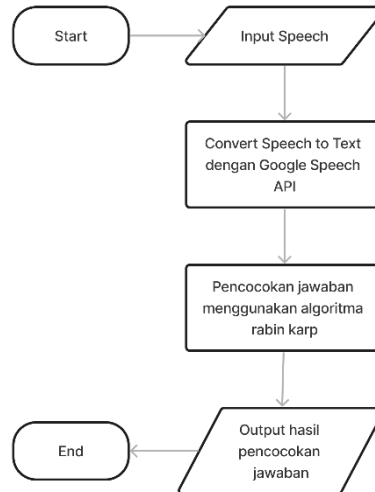 Start
Input Speech
Convert Speech to Text
dengan Google Speech
API
Pencocokan jawaban
menggunakan algoritma
rabin karp
Output hasil
pencocokan
jawaban
End